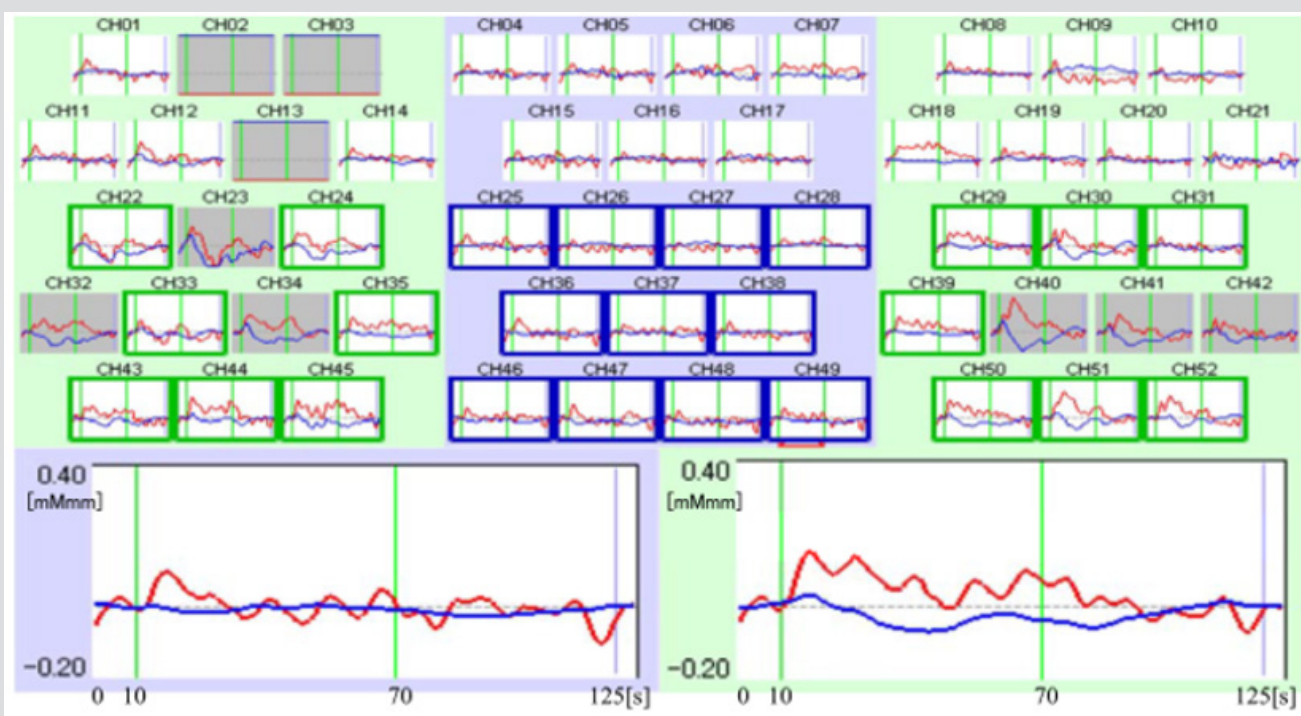 CH01 CH02 CH03 CH04 CH05 CH06 CH07 CH08 CH09 CH10
CH11 CH12 CH13 CH14 CH15 CH16 CH17 CH18 CH19 CH20 CH21
CH22 CH23 CH24 CH25 CH26 CH27 CH28 CH29 CH30 CH31
CH32 CH33 CH34 CH35 CH36 CH37 CH38 CH39 CH40 CH41 CH42
CH43 CH44 CH45 CH46 CH47 CH48 CH49 CH50 CH51 CH52
0.40 0.40
[mMmm] [mMmm]
−0.20 −0.20
0 10 70 125[s] 0 10 70 125[s]